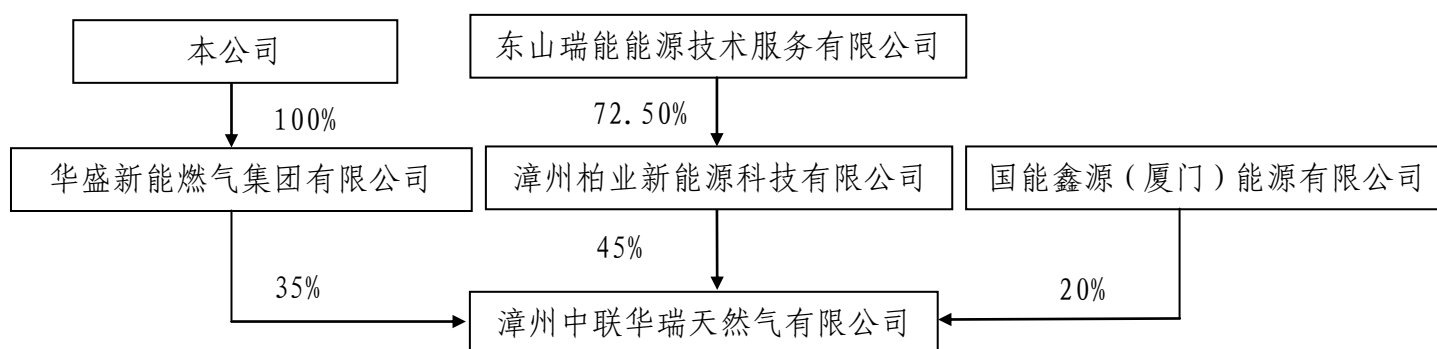 本公司
东山瑞能能源技术服务有限公司
100%
72.50%
华盛新能燃气集团有限公司
漳州柏业新能源科技有限公司
国能鑫源（厦门）能源有限公司
35%
45%
20%
漳州中联华瑞天然气有限公司